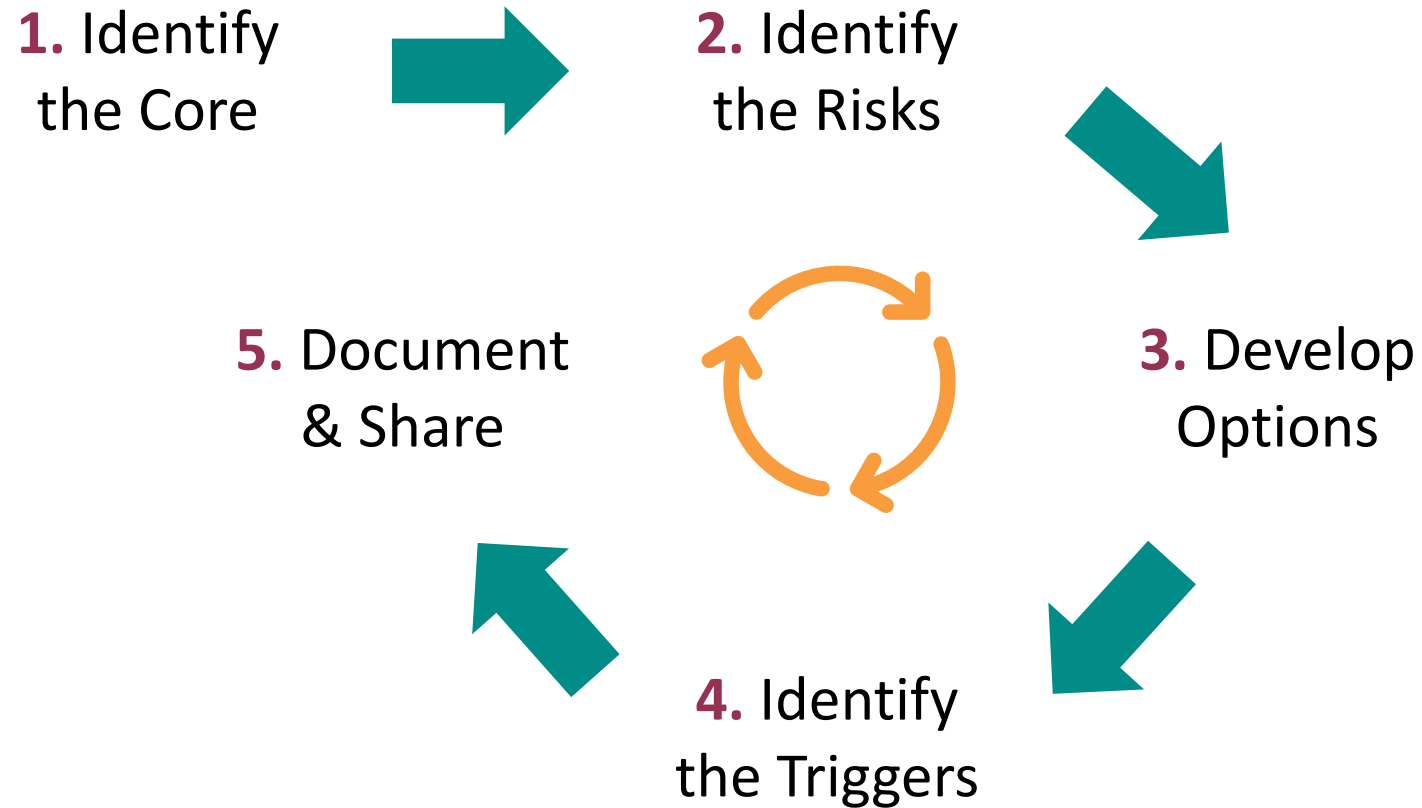 1. Identify
the Core
2. Identify
the Risks
3. Develop
Options
4. Identify
the Triggers
5. Document
& Share